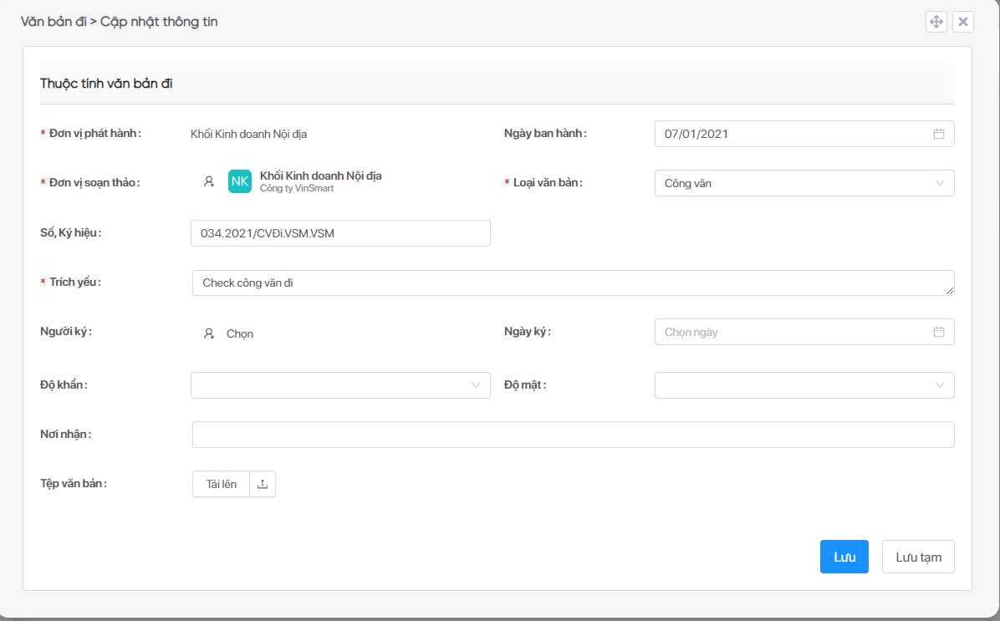 Văn bản đi > Cập nhật thông tin
Thuộc tính văn bản đi
* Đơn vị phát hành :
Khối Kinh doanh Nội địa
Ngày ban hành :
07/01/2021
* Đơn vị soạn thảo :
NK
Khối Kinh doanh Nội địa
Công ty VinSmart
* Loại văn bản :
Công văn
Số, Ký hiệu :
034.2021/CVĐi.VSM.VSM
* Trích yếu :
Check công văn đi
Người ký :
Chọn
Ngày ký :
Chọn ngày
Độ khẩn :
Độ mật :
Nơi nhận :
Tệp văn bản :
Tải lên
Lưu
Lưu tạm